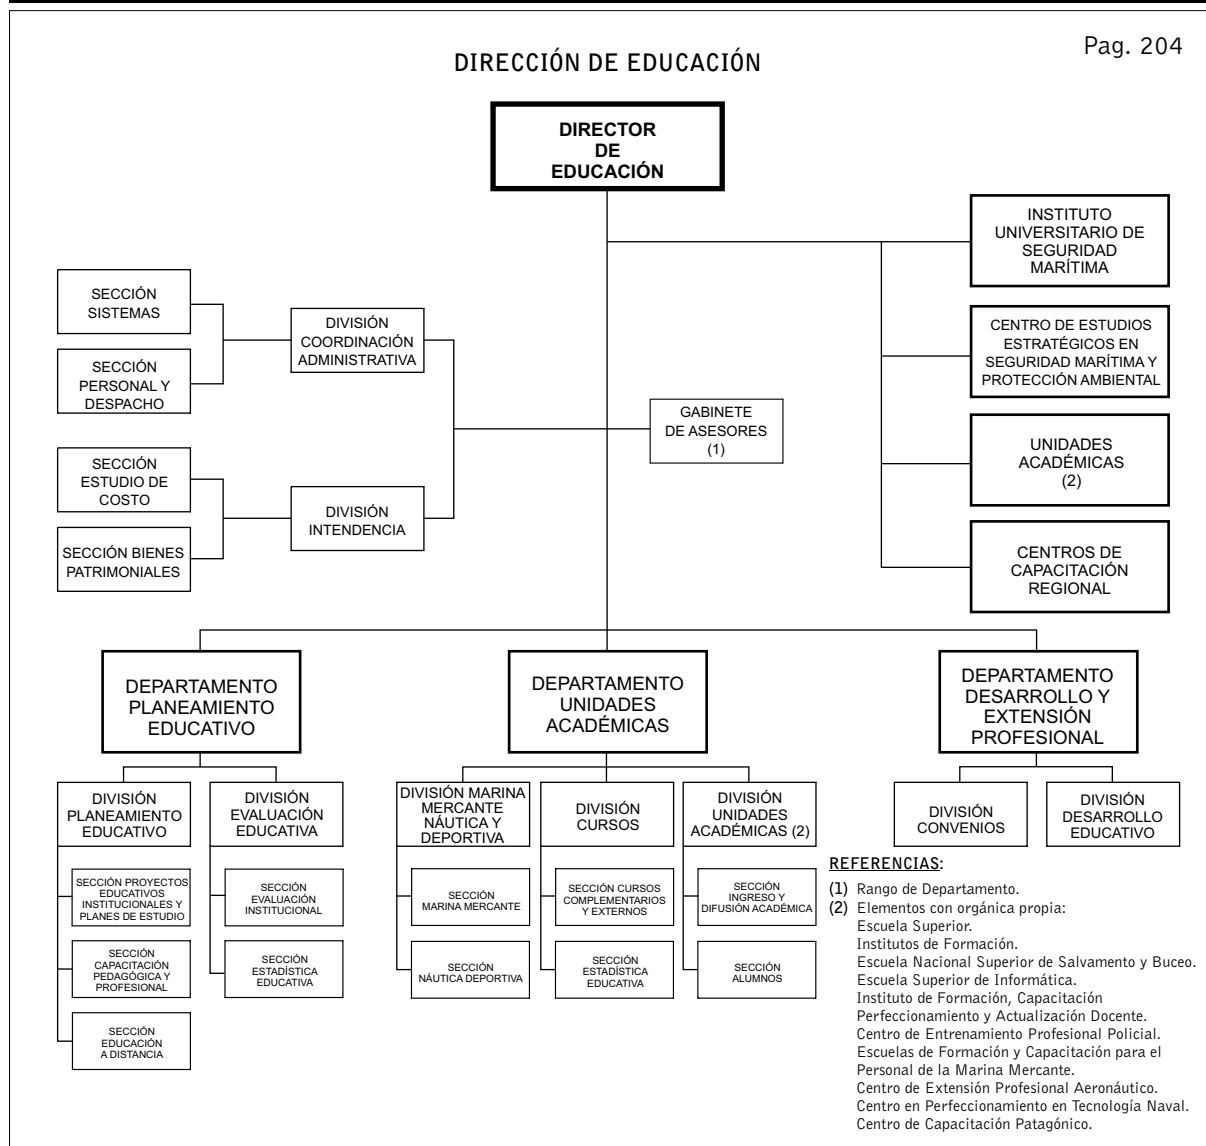 Pag. 204
DIRECCIÓN DE EDUCACIÓN
DIRECTOR
DE
EDUCACIÓN
INSTITUTO
UNIVERSITARIO DE
SEGURIDAD
MARÍTIMA
CENTRO DE ESTUDIOS
ESTRATÉGICOS EN
SEGURIDAD MARÍTIMA Y
PROTECCIÓN AMBIENTAL
UNIDADES
ACADÉMICAS
(2)
CENTROS DE
CAPACITACIÓN
REGIONAL
SECCIÓN
SISTEMAS
SECCIÓN
PERSONAL Y
DESPACHO
DIVISIÓN
COORDINACIÓN
ADMINISTRATIVA
GABINETE
DE ASESORES
(1)
SECCIÓN
ESTUDIO DE
COSTO
SECCIÓN BIENES
PATRIMONIALES
DIVISIÓN
INTENDENCIA
DEPARTAMENTO
PLANEAMIENTO
EDUCATIVO
DEPARTAMENTO
UNIDADES
ACADÉMICAS
DEPARTAMENTO
DESARROLLO Y
EXTENSIÓN
PROFESIONAL
DIVISIÓN
PLANEAMIENTO
EDUCATIVO
DIVISIÓN
EVALUACIÓN
EDUCATIVA
DIVISIÓN MARINA
MERCANTE
NÁUTICA Y
DEPORTIVA
DIVISIÓN
CURSOS
DIVISIÓN
UNIDADES
ACADÉMICAS (2)
DIVISIÓN
CONVENIOS
DIVISIÓN
DESARROLLO
EDUCATIVO
SECCIÓN PROYECTOS
EDUCATIVOS
INSTITUCIONALES Y
PLANES DE ESTUDIO
SECCIÓN
EVALUACIÓN
INSTITUCIONAL
SECCIÓN
MARINA MERCANTE
SECCIÓN CURSOS
COMPLEMENTARIOS
Y EXTERNOS
SECCIÓN
INGRESO Y
DIFUSIÓN ACADÉMICA
SECCIÓN
CAPACITACIÓN
PEDAGÓGICA Y
PROFESIONAL
SECCIÓN
ESTADÍSTICA
EDUCATIVA
SECCIÓN
NÁUTICA DEPORTIVA
SECCIÓN
ESTADÍSTICA
EDUCATIVA
SECCIÓN
ALUMNOS
SECCIÓN
EDUCACIÓN
A DISTANCIA
REFERENCIAS:
(1) Rango de Departamento.
(2) Elementos con orgánica propia:
Escuela Superior.
Institutos de Formación.
Escuela Nacional Superior de Salvamento y Buceo.
Escuela Superior de Informática.
Instituto de Formación, Capacitación
Perfeccionamiento y Actualización Docente.
Centro de Entrenamiento Profesional Policial.
Escuelas de Formación y Capacitación para el
Personal de la Marina Mercante.
Centro de Extensión Profesional Aeronáutico.
Centro en Perfeccionamiento en Tecnología Naval.
Centro de Capacitación Patagónico.